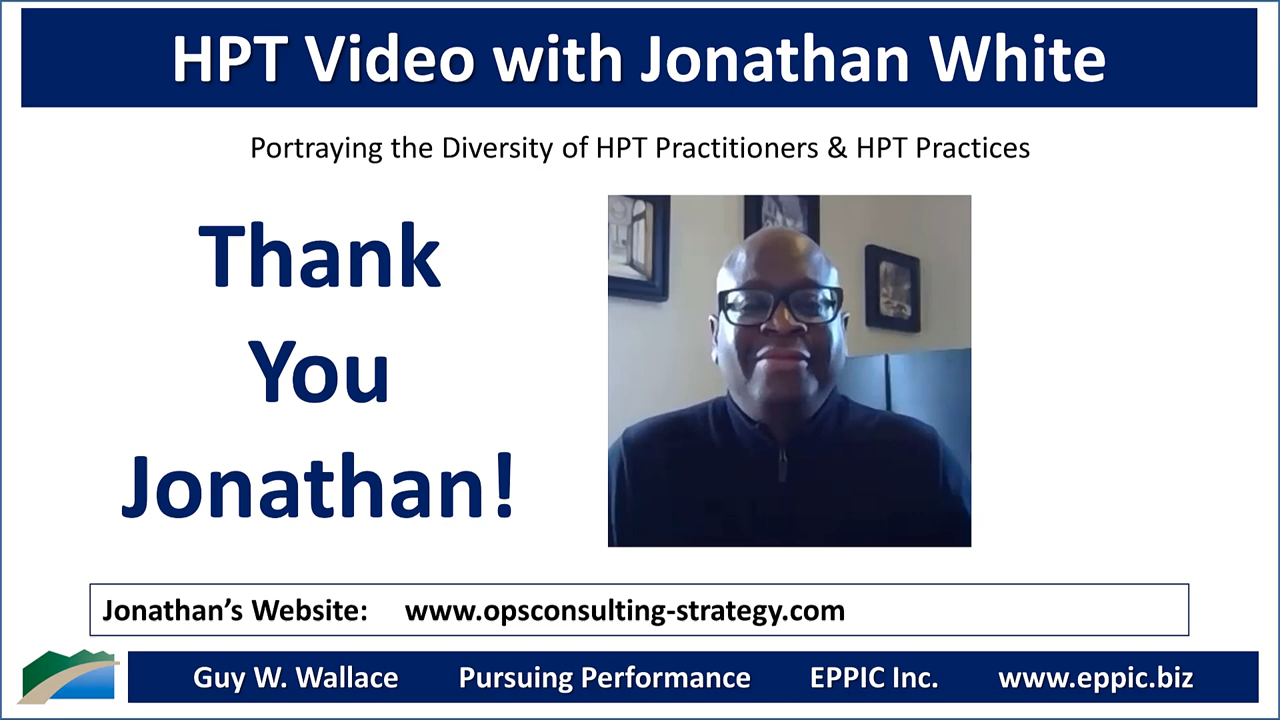 HPT Video with Jonathan White
Portraying the Diversity of HPT Practitioners & HPT Practices
Thank
You
Jonathan!
Jonathan’s Website: www.opsconsulting-strategy.com
Guy W. Wallace Pursuing Performance EPPIC Inc. www.eppic.biz